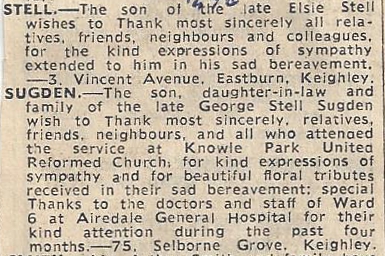 STELL.—The son of the late Elsie Stell
wishes to Thank most sincerely all rela-
tives, friends, neighbours and colleagues,
for the kind expressions of sympathy
extended to him in his sad bereavement.
—3, Vincent Avenue, Eastburn, Keighley.
SUGDEN.—The son, daughter-in-law and
family of the late George Stell Sugden
wish to Thank most sincerely, relatives,
friends, neighbours, and all who attended
the service at Knowle Park United
Reformed Church; for kind expressions of
sympathy and for beautiful floral tributes
received in their sad bereavement; special
Thanks to the doctors and staff of Ward
6 at Airedale General Hospital for their
kind attention during the past four
months.—75, Selborne Grove, Keighley.